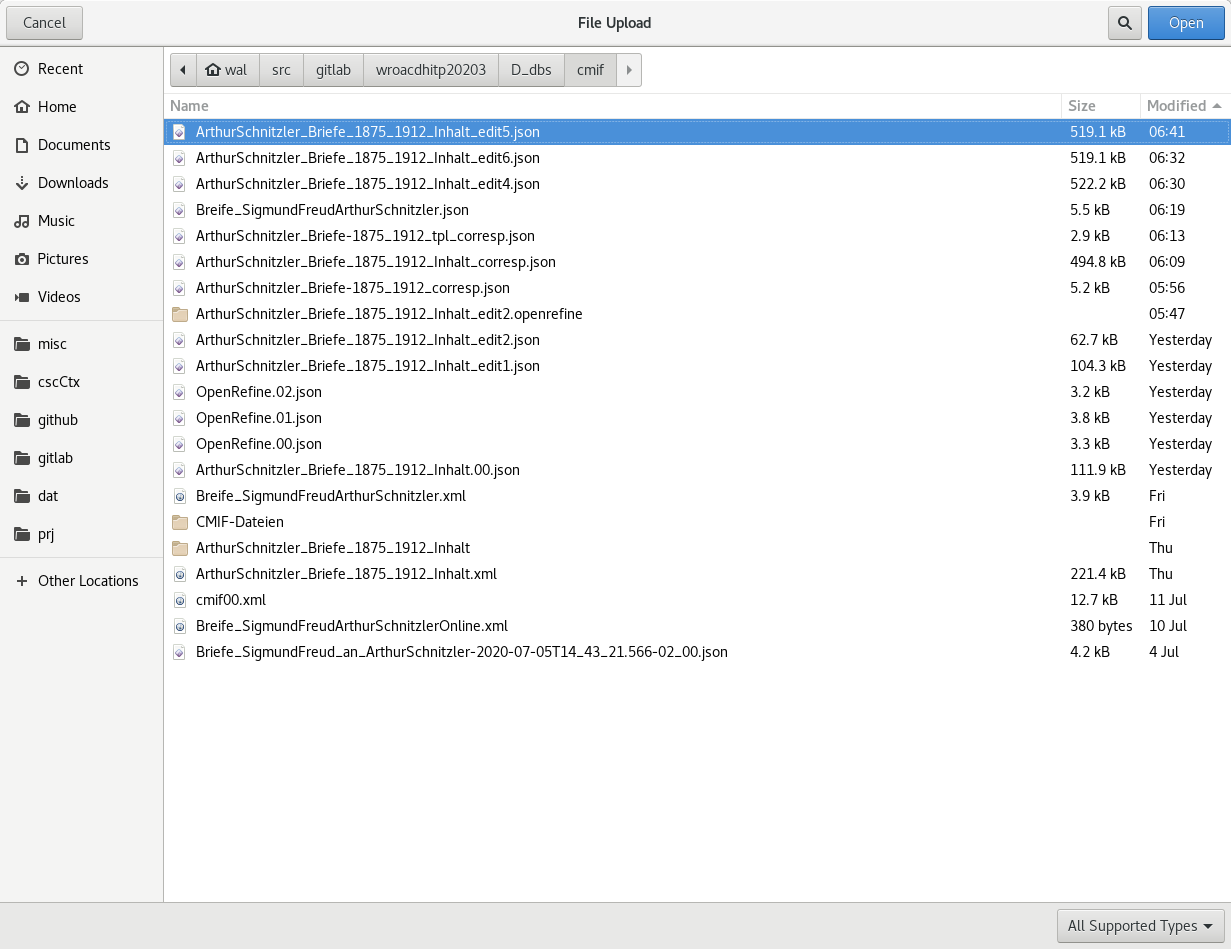 Cancel File Upload Open
Recent
Home
Documents
Downloads
Music
Pictures
Videos
misc
cscCtx
github
gitlab
dat
prj
Other Locations
wal src gitlab wroacdhitp20203 D_dbs cmif
Name Size Modified
ArthurSchnitzler_Briefe_1875_1912_Inhalt_edit5.json 519.1 kB 06:41
ArthurSchnitzler_Briefe_1875_1912_Inhalt_edit6.json 519.1 kB 06:32
ArthurSchnitzler_Briefe_1875_1912_Inhalt_edit4.json 522.2 kB 06:30
Breife_SigmundFreudArthurSchnitzler.json 5.5 kB 06:19
ArthurSchnitzler_Briefe-1875_1912_tpl_corresp.json 2.9 kB 06:13
ArthurSchnitzler_Briefe_1875_1912_Inhalt_corresp.json 494.8 kB 06:09
ArthurSchnitzler_Briefe-1875_1912_corresp.json 5.2 kB 05:56
ArthurSchnitzler_Briefe_1875_1912_Inhalt_edit2.openrefine 05:47
ArthurSchnitzler_Briefe_1875_1912_Inhalt_edit2.json 62.7 kB Yesterday
ArthurSchnitzler_Briefe_1875_1912_Inhalt_edit1.json 104.3 kB Yesterday
OpenRefine.02.json 3.2 kB Yesterday
OpenRefine.01.json 3.8 kB Yesterday
OpenRefine.00.json 3.3 kB Yesterday
ArthurSchnitzler_Briefe_1875_1912_Inhalt.00.json 111.9 kB Yesterday
Breife_SigmundFreudArthurSchnitzler.xml 3.9 kB Fri
CMIF-Dateien Fri
ArthurSchnitzler_Briefe_1875_1912_Inhalt Thu
ArthurSchnitzler_Briefe_1875_1912_Inhalt.xml 221.4 kB Thu
cmif00.xml 12.7 kB 11 Jul
Breife_SigmundFreudArthurSchnitzlerOnline.xml 380 bytes 10 Jul
Briefe_SigmundFreud_an_ArthurSchnitzler-2020-07-05T14_43_21.566-02_00.json 4.2 kB 4 Jul
All Supported Types